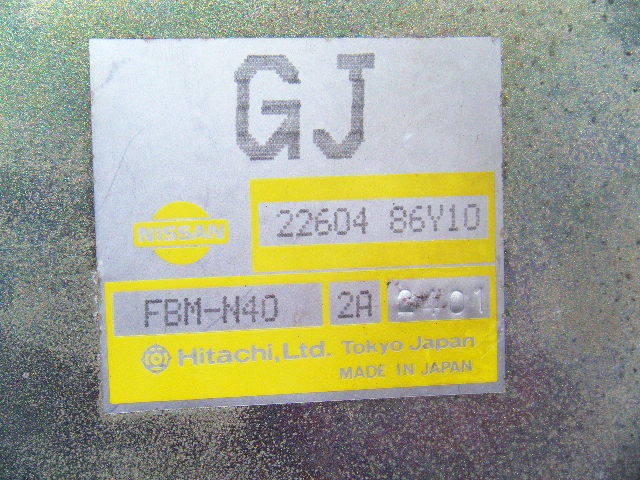 GJ
NISSAN
22604 86Y10
FBM-N40 2A
Hitachi, Ltd. Tokyo Japan
MADE IN JAPAN